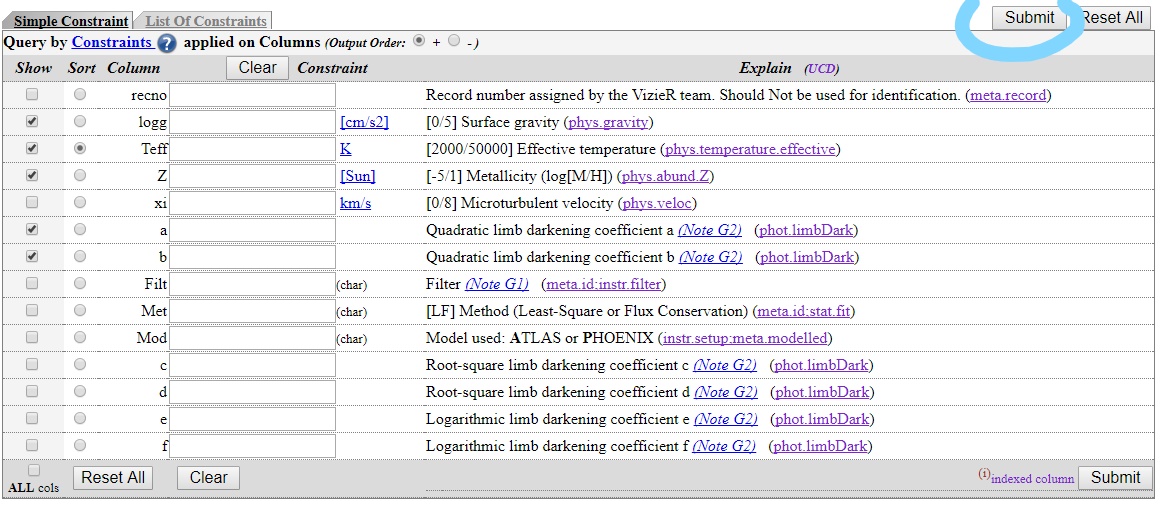 Simple Constraint List Of Constraints Submit Reset All
Query by Constraints ? applied on Columns (Output Order: + -)
Show Sort Column Clear Constraint Explain (UCD)
recno Record number assigned by the VizieR team. Should Not be used for identification. (meta.record)
logg [cm/s2] [0/5] Surface gravity (phys.gravity)
Teff K [2000/50000] Effective temperature (phys.temperature.effective)
Z [Sun] [-5/1] Metallicity (log[M/H]) (phys.abund.Z)
xi km/s [0/8] Microturbulent velocity (phys.veloc)
a Quadratic limb darkening coefficient a (Note G2) (phot.limbDark)
b Quadratic limb darkening coefficient b (Note G2) (phot.limbDark)
Filt (char) Filter (Note G1) (meta.id;instr.filter)
Met (char) [LF] Method (Least-Square or Flux Conservation) (meta.id;stat.fit)
Mod (char) Model used: ATLAS or PHOENIX (instr.setup;meta.modelled)
c Root-square limb darkening coefficient c (Note G2) (phot.limbDark)
d Root-square limb darkening coefficient d (Note G2) (phot.limbDark)
e Logarithmic limb darkening coefficient e (Note G2) (phot.limbDark)
f Logarithmic limb darkening coefficient f (Note G2) (phot.limbDark)
ALL cols Reset All Clear (i)indexed column Submit